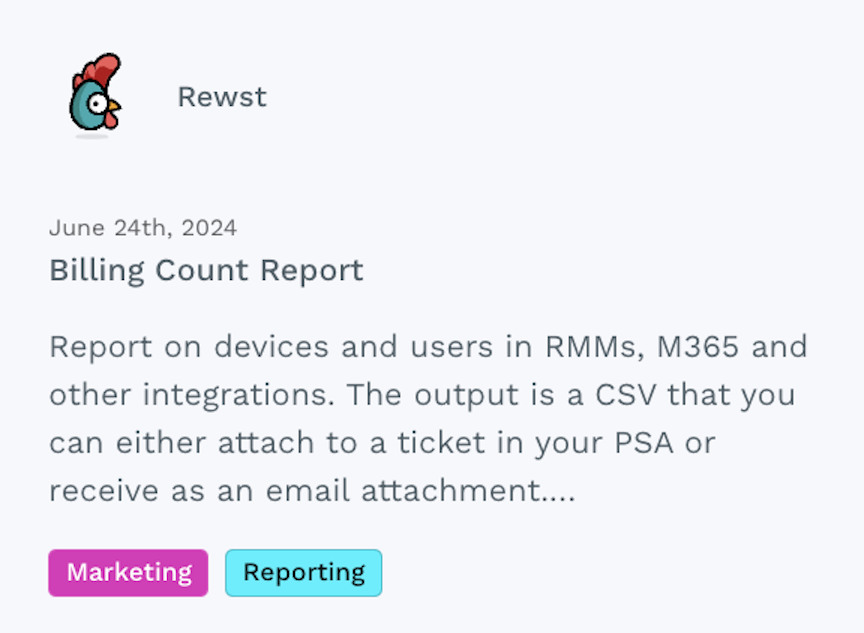 Rewst
June 24th, 2024
Billing Count Report
Report on devices and users in RMMs, M365 and
other integrations. The output is a CSV that you
can either attach to a ticket in your PSA or
receive as an email attachment....
Marketing
Reporting